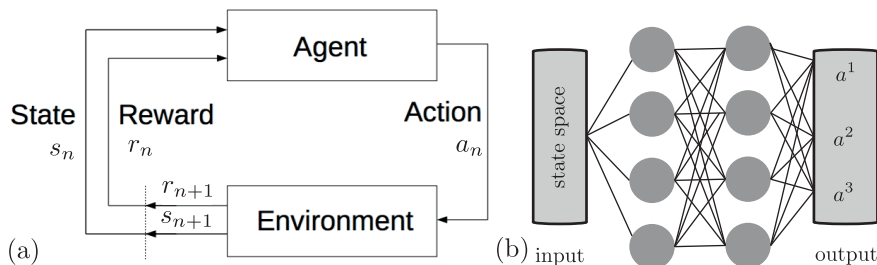 Agent
State
s_n
Reward
r_n
Action
a_n
r_{n+1}
s_{n+1}
Environment
(a)
state space
input
a^1
a^2
a^3
output
(b)